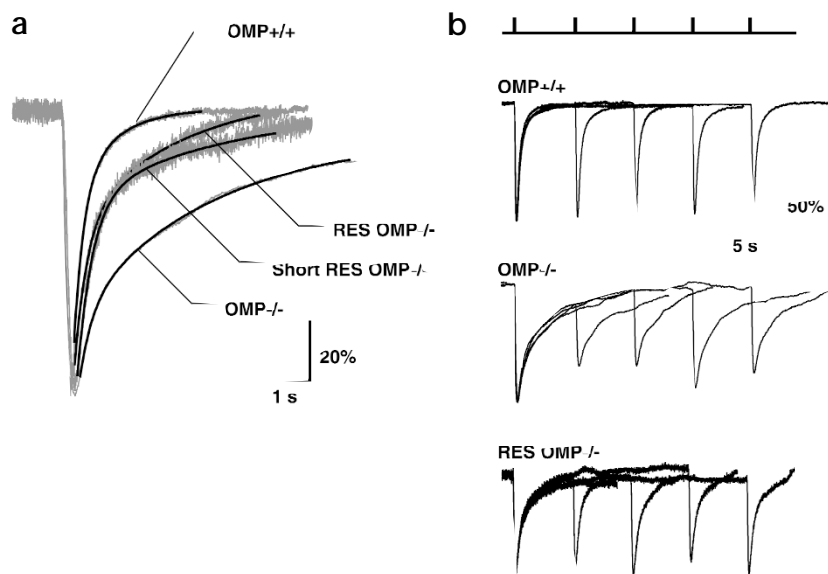 a
OMP+/+
RES OMP-/-
Short RES OMP-/-
OMP-/-
20%
1 s
b
OMP+/+
50%
5 s
OMP-/-
RES OMP-/-